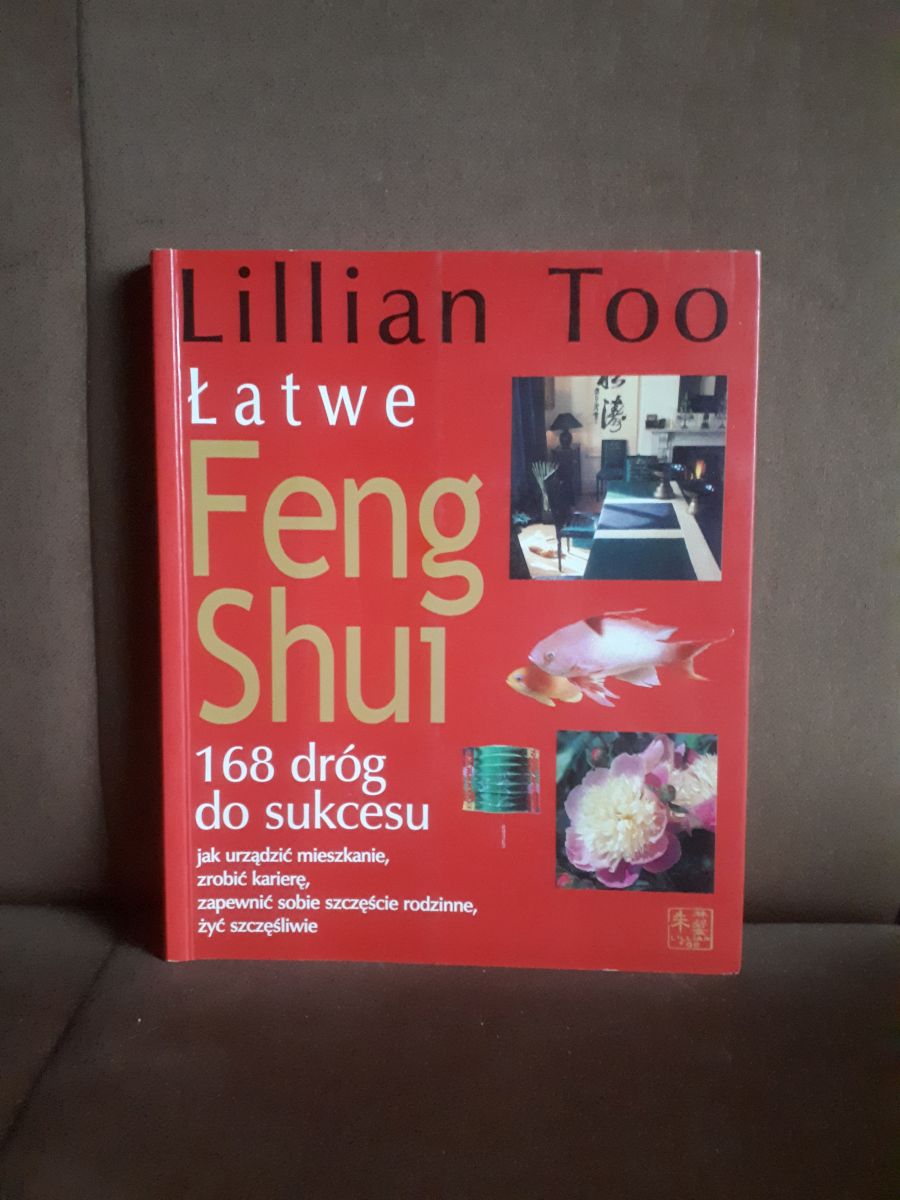 Lillian Too
Łatwe
Feng
Shui
168 dróg
do sukcesu
jak urządzić mieszkanie,
zrobić karierę,
zapewnić sobie szczęście rodzinne,
żyć szczęśliwie